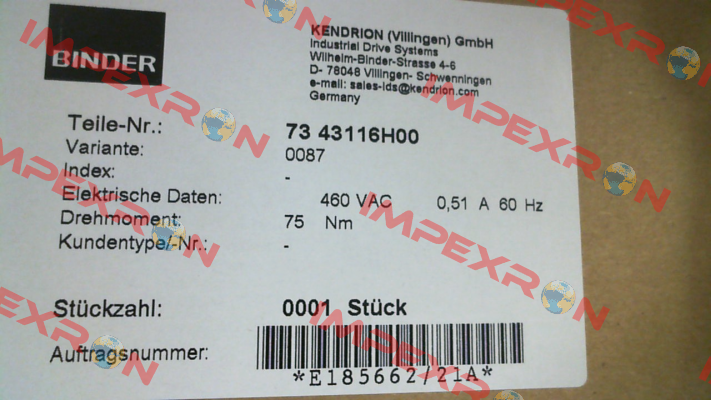 BINDER
KENDRION (Villingen) GmbH
Industrial Drive Systems
Wilhelm-Binder-Strasse 4-6
D- 78048 Villingen- Schwenningen
e-mail: sales-ids@kendrion.com
Germany
Teile-Nr.: 73 43116H00
Variante: 0087
Index: -
Elektrische Daten: 460 VAC 0,51 A 60 Hz
Drehmoment: 75 Nm
Kundentype/-Nr.: -
Stückzahl: 0001 Stück
Auftragsnummer:
*E185662/21A*
IMPEXRON
IMPEXRON
IMPEXRON
IMPEXRON